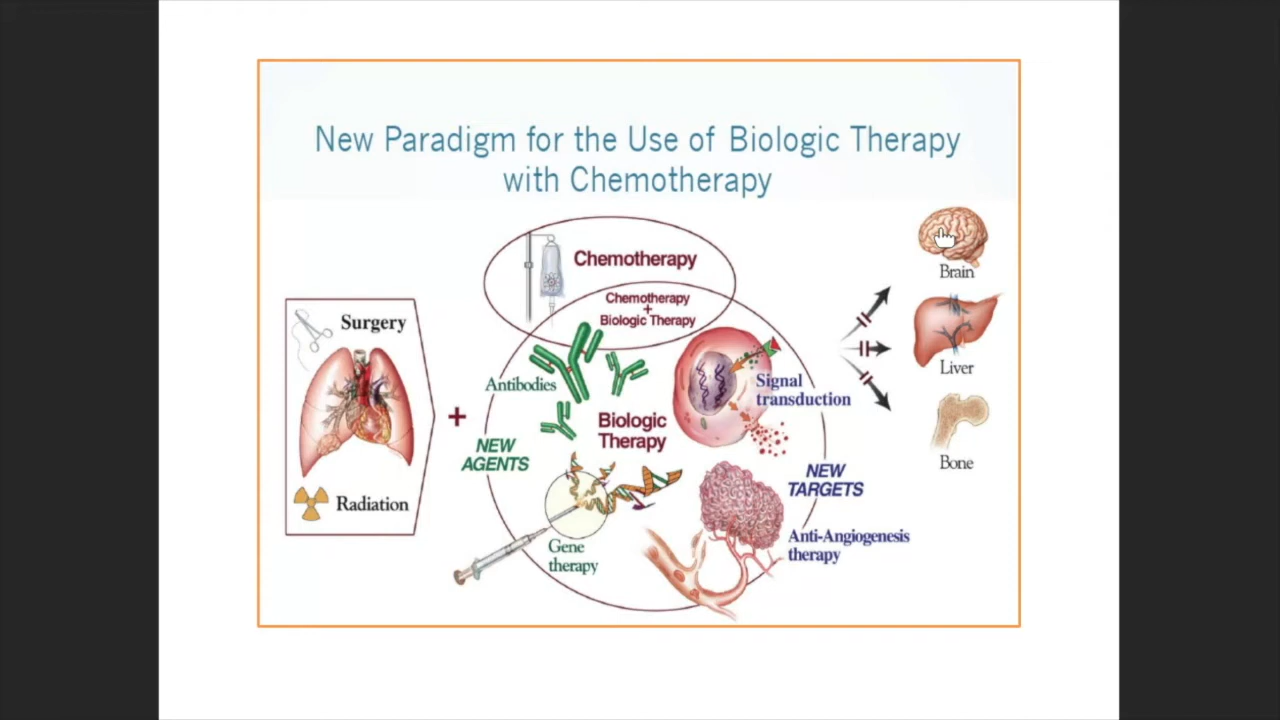 New Paradigm for the Use of Biologic Therapy
with Chemotherapy
Surgery
Radiation
+
Chemotherapy
Chemotherapy
+
Biologic Therapy
Antibodies
Biologic
Therapy
NEW
AGENTS
Gene
therapy
Signal
transduction
NEW
TARGETS
Anti-Angiogenesis
therapy
Brain
Liver
Bone